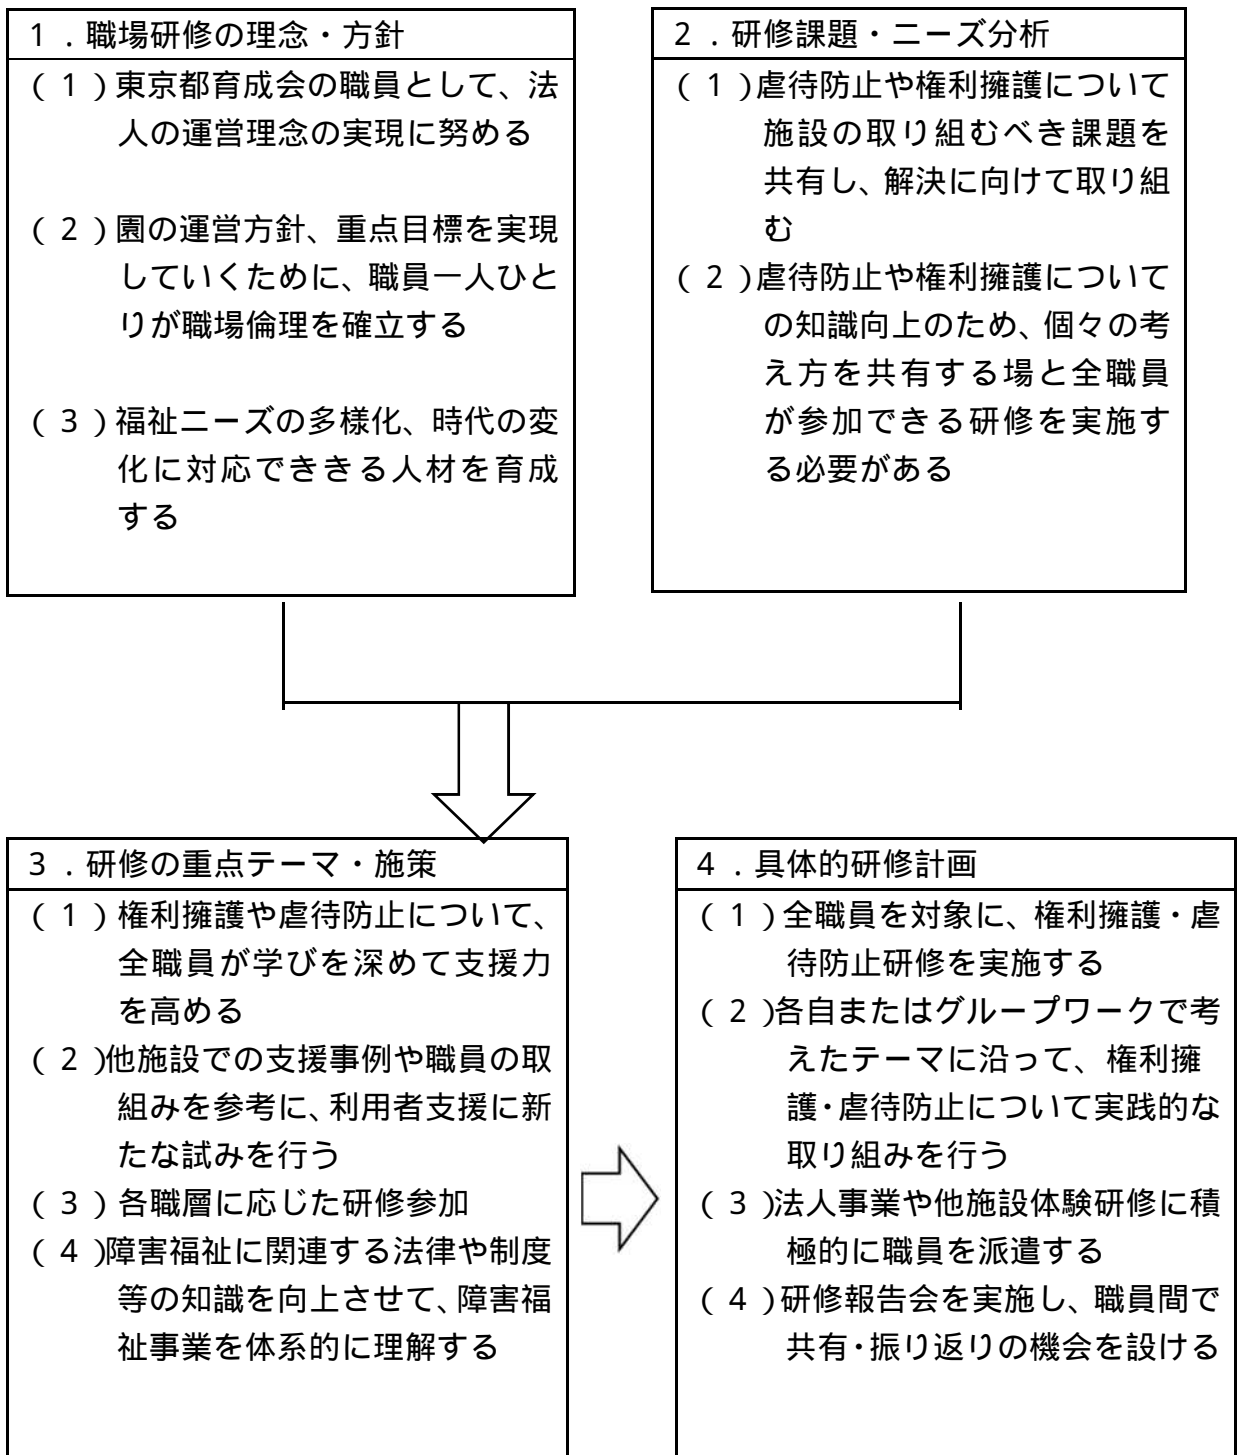 １．職場研修の理念・方針
（１）東京都育成会の職員として、法
人の運営理念の実現に努める
（２）園の運営方針、重点目標を実現
していくために、職員一人ひと
りが職場倫理を確立する
（３）福祉ニーズの多様化、時代の変
化に対応でききる人材を育成
する
２．研修課題・ニーズ分析
（１）虐待防止や権利擁護について
施設の取り組むべき課題を
共有し、解決に向けて取り組
む
（２）虐待防止や権利擁護について
の知識向上のため、個々の考
え方を共有する場と全職員
が参加できる研修を実施す
る必要がある
３．研修の重点テーマ・施策
（１）権利擁護や虐待防止について、
全職員が学びを深めて支援力
を高める
（２）他施設での支援事例や職員の取
組みを参考に、利用者支援に新
たな試みを行う
（３）各職層に応じた研修参加
（４）障害福祉に関連する法律や制度
等の知識を向上させて、障害福
祉事業を体系的に理解する
４．具体的研修計画
（１）全職員を対象に、権利擁護・虐
待防止研修を実施する
（２）各自またはグループワークで考
えたテーマに沿って、権利擁
護・虐待防止について実践的な
取り組みを行う
（３）法人事業や他施設体験研修に積
極的に職員を派遣する
（４）研修報告会を実施し、職員間で
共有・振り返りの機会を設ける